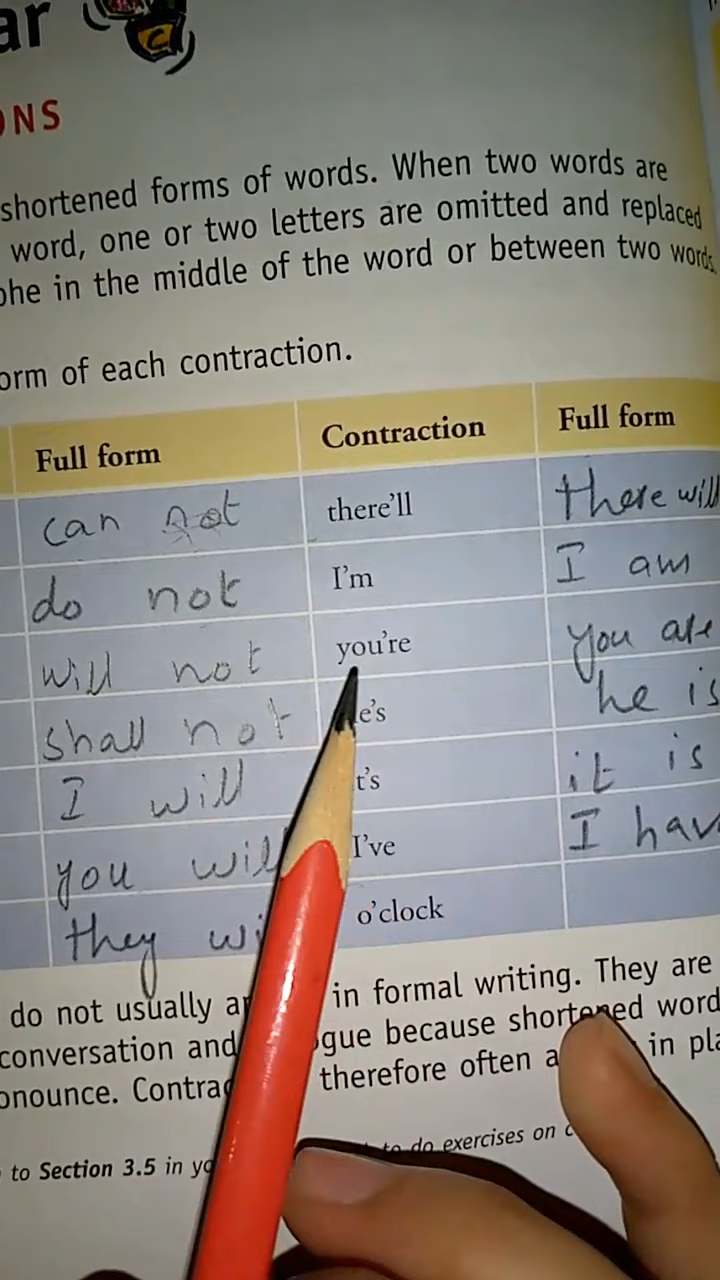 ar
ONS
shortened forms of words. When two words are
word, one or two letters are omitted and replaced
phe in the middle of the word or between two words.
orm of each contraction.
Full form Contraction Full form
can not there'll there will
do not I'm I am
will not you're you are
shall not e's he is
I will t's it is
you will I've I hav
they wi o'clock
do not usually a in formal writing. They are
conversation and gue because shortened word
onounce. Contrac therefore often a in pla
to Section 3.5 in yo to do exercises on c